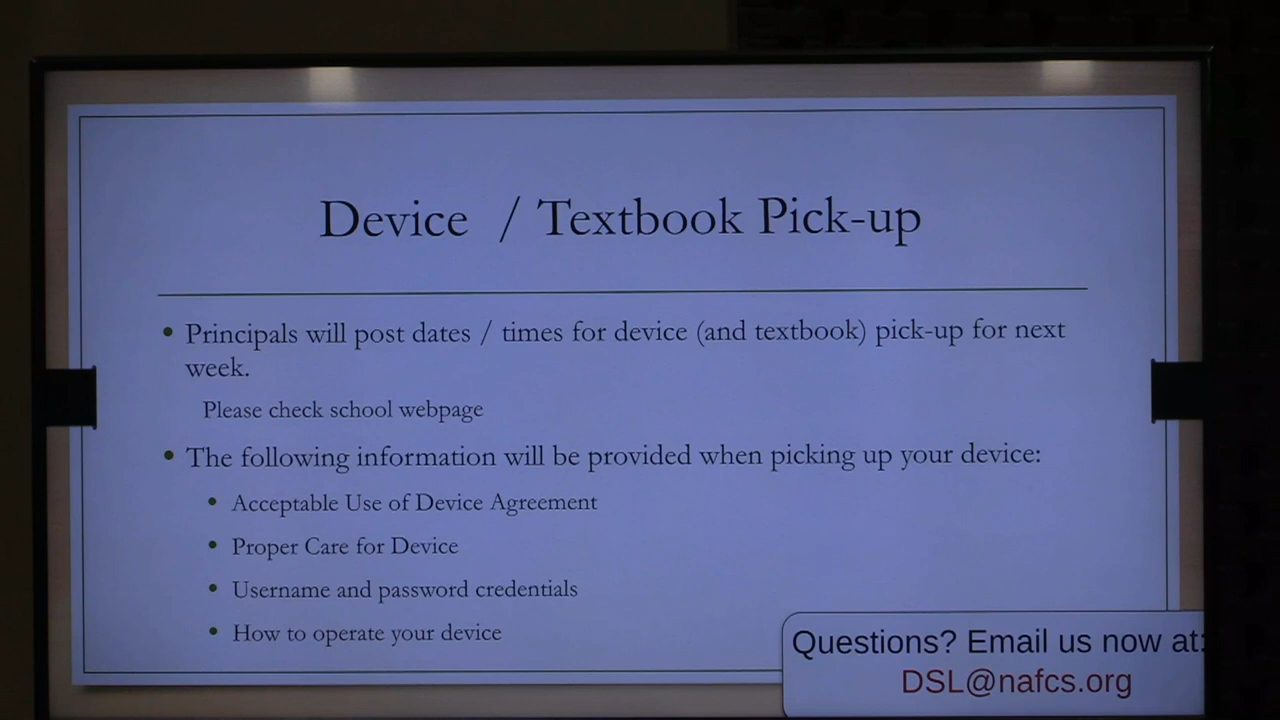 Device / Textbook Pick-up
• Principals will post dates / times for device (and textbook) pick-up for next
week.
Please check school webpage
• The following information will be provided when picking up your device:
• Acceptable Use of Device Agreement
• Proper Care for Device
• Username and password credentials
• How to operate your device
Questions? Email us now at:
DSL@nafcs.org